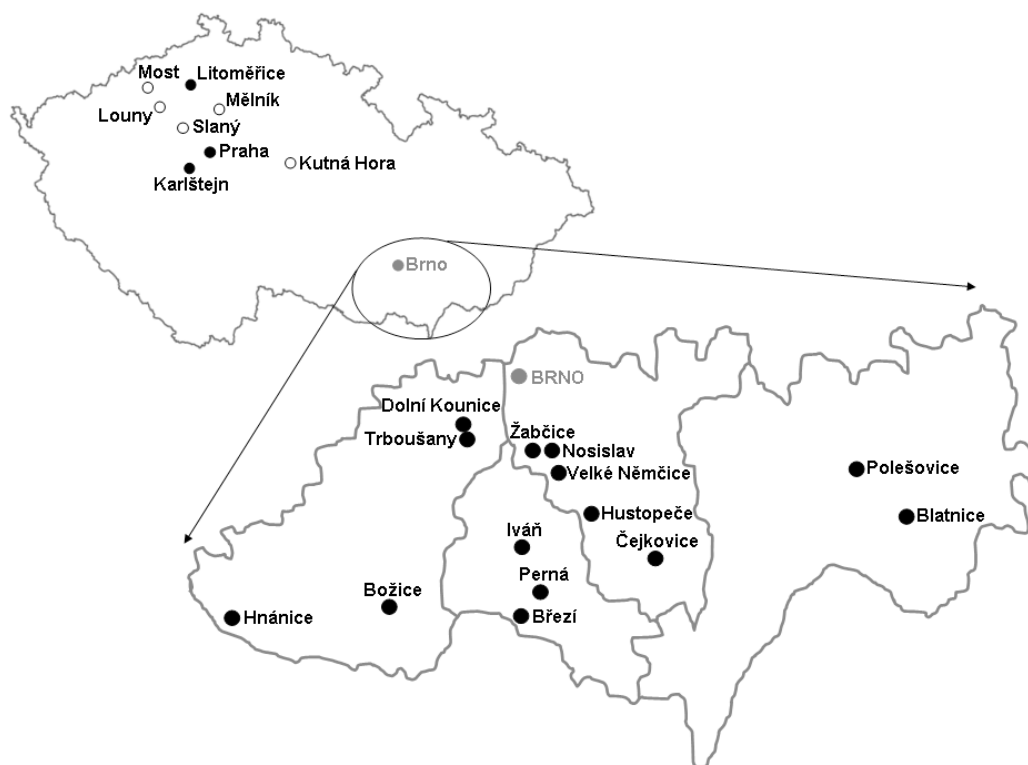 Most
Litoměřice
Louny
Mělník
Slaný
Praha
Kutná Hora
Karlštejn
Brno
BRNO
Dolní Kounice
Trboušany
Žabčice
Nosislav
Velké Němčice
Polešovice
Hustopeče
Blatnice
Iváň
Čejkovice
Perná
Božice
Březí
Hnánice